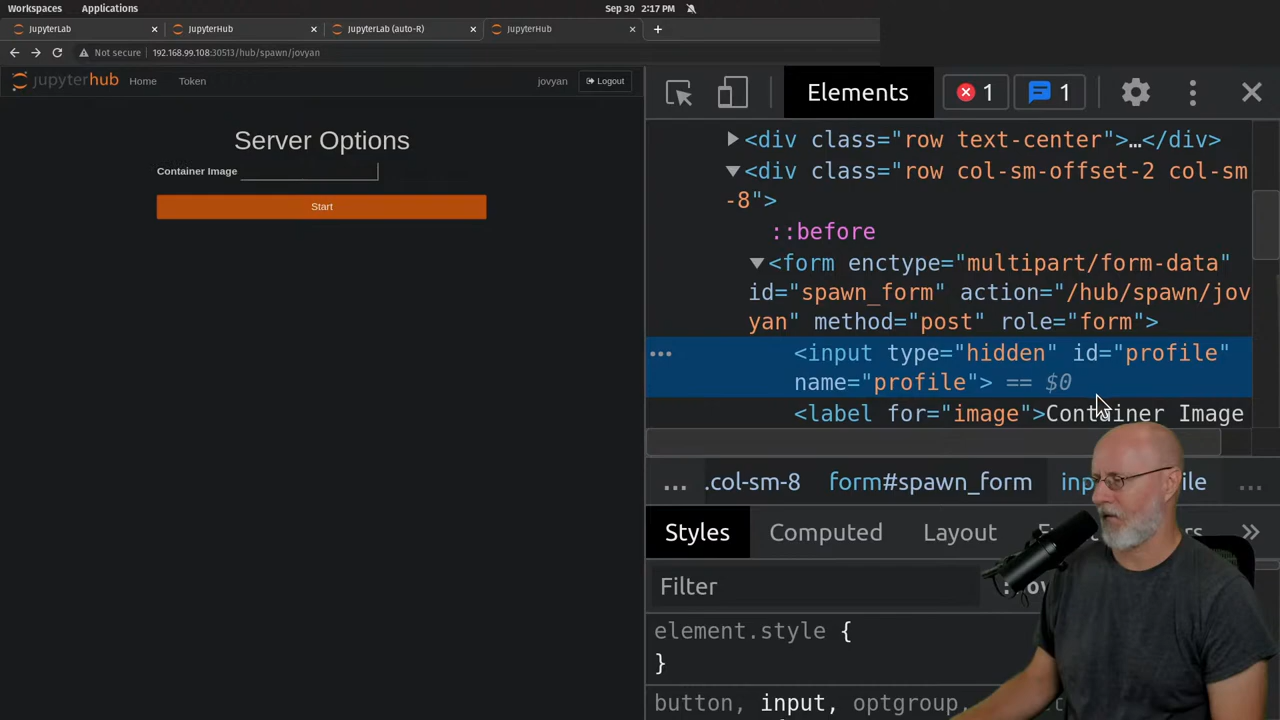 Workspaces Applications Sep 30 2:17 PM
JupyterLab JupyterHub JupyterLab (auto-R) JupyterHub
Not secure 192.168.99.108:30513/hub/spawn/jovyan
jupyterhub Home Token jovyan Logout
Server Options
Container Image
Start
Elements 1 1
<div class="row text-center">…</div>
<div class="row col-sm-offset-2 col-sm
-8">
::before
<form enctype="multipart/form-data"
id="spawn_form" action="/hub/spawn/jov
yan" method="post" role="form">
<input type="hidden" id="profile"
name="profile"> == $0
<label for="image">Container Image
... .col-sm-8 form#spawn_form inp ile ...
Styles Computed Layout rs
Filter
element.style {
}
button, input, optgroup,